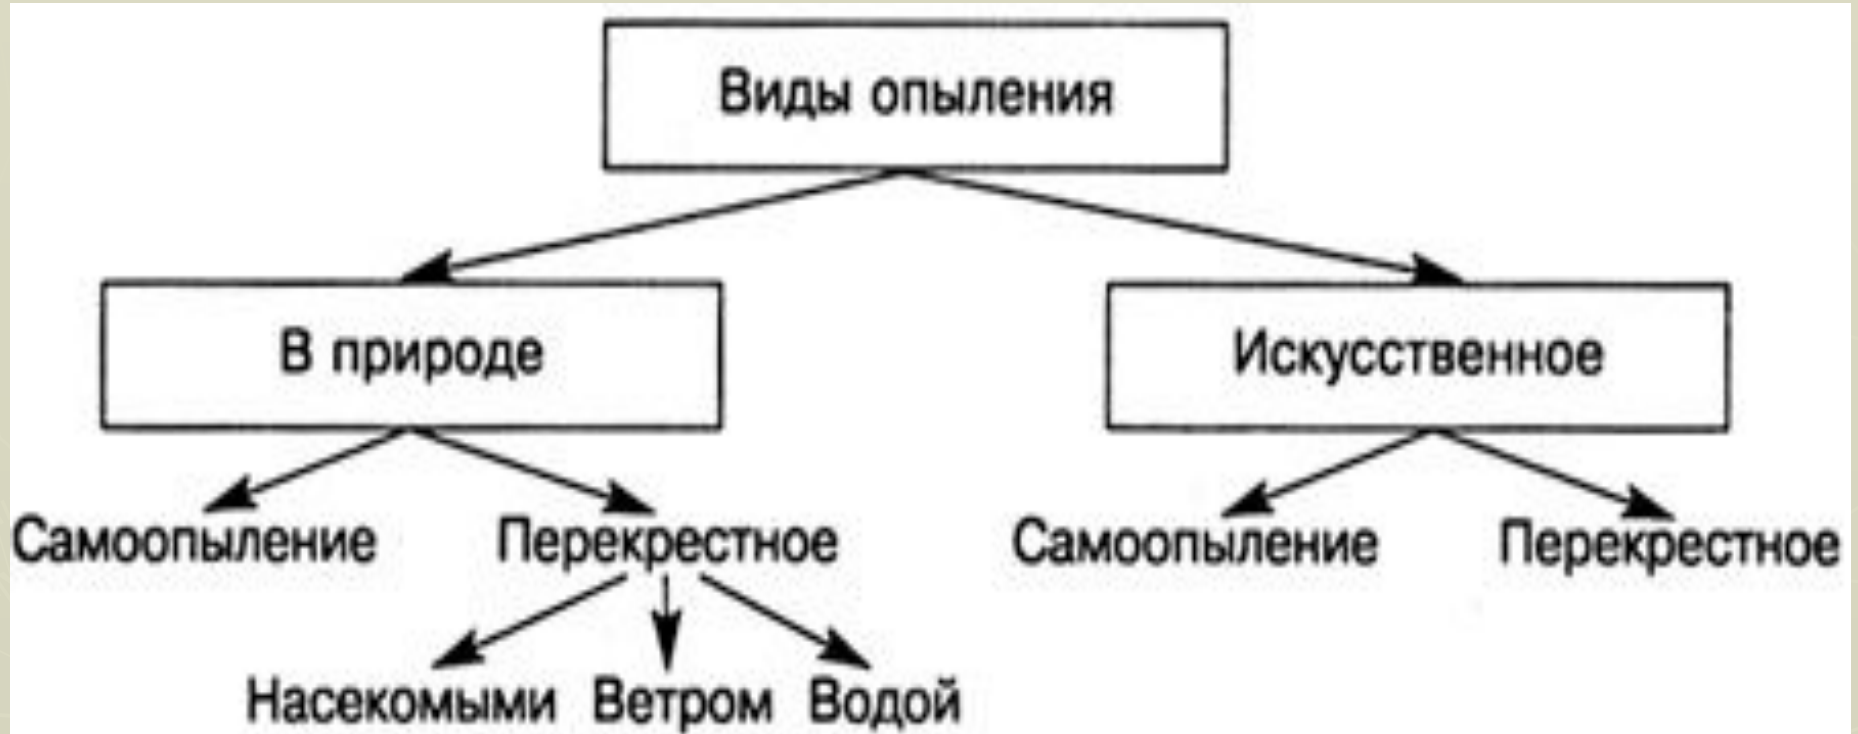 Виды опыления
В природе
Искусственное
Самоопыление
Перекрестное
Самоопыление
Перекрестное
Насекомыми
Ветром
Водой